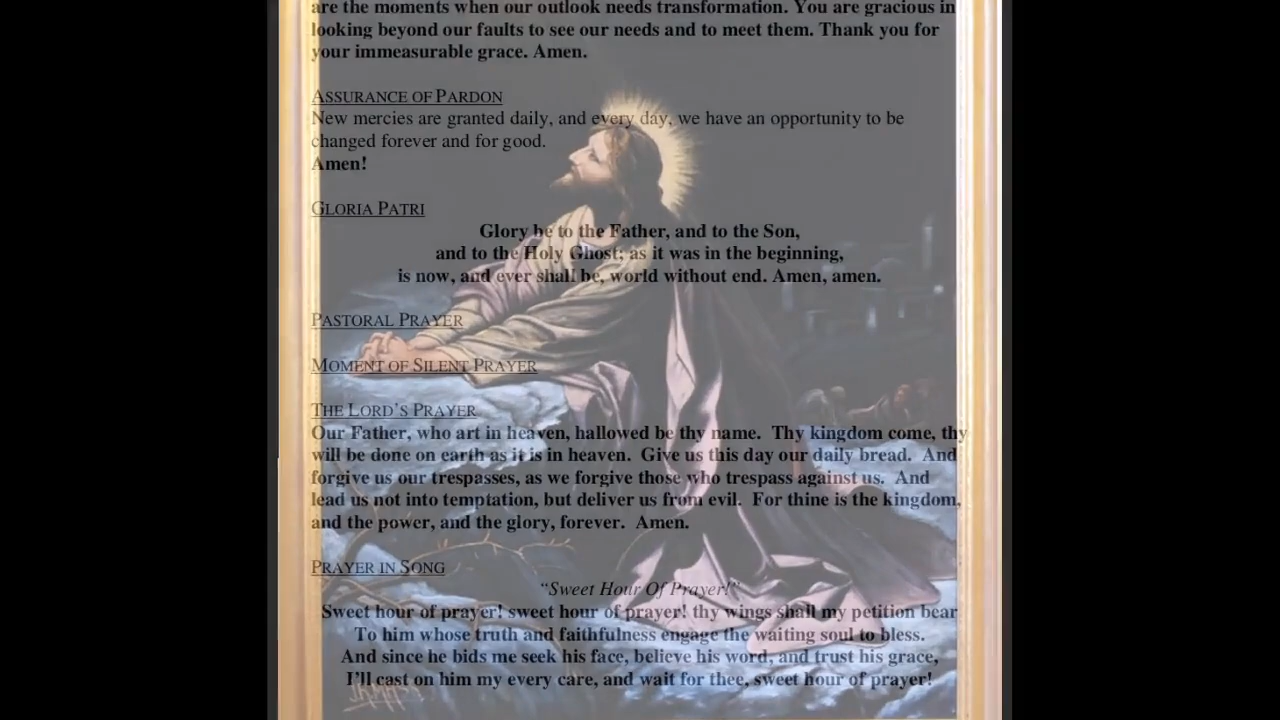 are the moments when our outlook needs transformation. You are gracious in
looking beyond our faults to see our needs and to meet them. Thank you for
your immeasurable grace. Amen.
ASSURANCE OF PARDON
New mercies are granted daily, and every day, we have an opportunity to be
changed forever and for good.
Amen!
GLORIA PATRI
Glory be to the Father, and to the Son,
and to the Holy Ghost; as it was in the beginning,
is now, and ever shall be, world without end. Amen, amen.
PASTORAL PRAYER
MOMENT OF SILENT PRAYER
THE LORD'S PRAYER
Our Father, who art in heaven, hallowed be thy name.  Thy kingdom come, thy
will be done on earth as it is in heaven.  Give us this day our daily bread.  And
forgive us our trespasses, as we forgive those who trespass against us.  And
lead us not into temptation, but deliver us from evil.  For thine is the kingdom,
and the power, and the glory, forever.  Amen.
PRAYER IN SONG
“Sweet Hour Of Prayer!”
Sweet hour of prayer! sweet hour of prayer! thy wings shall my petition bear
To him whose truth and faithfulness engage the waiting soul to bless.
And since he bids me seek his face, believe his word, and trust his grace,
I’ll cast on him my every care, and wait for thee, sweet hour of prayer!